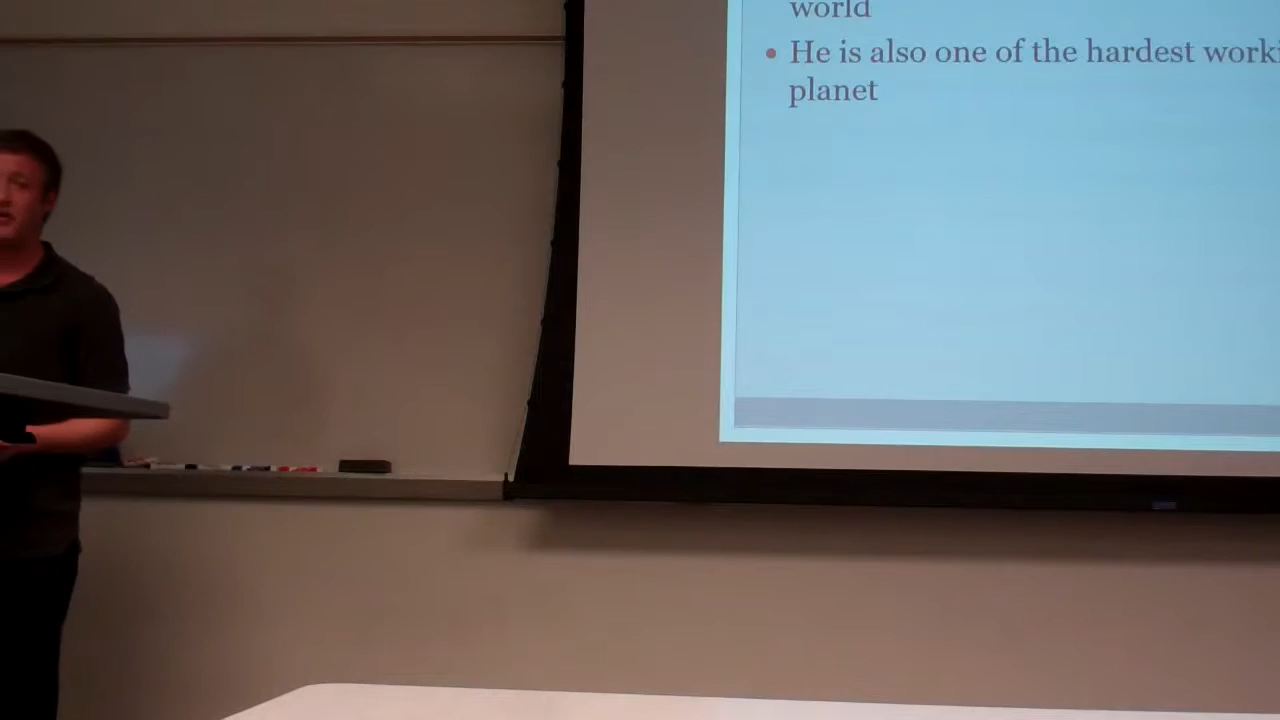 world
• He is also one of the hardest worki
planet